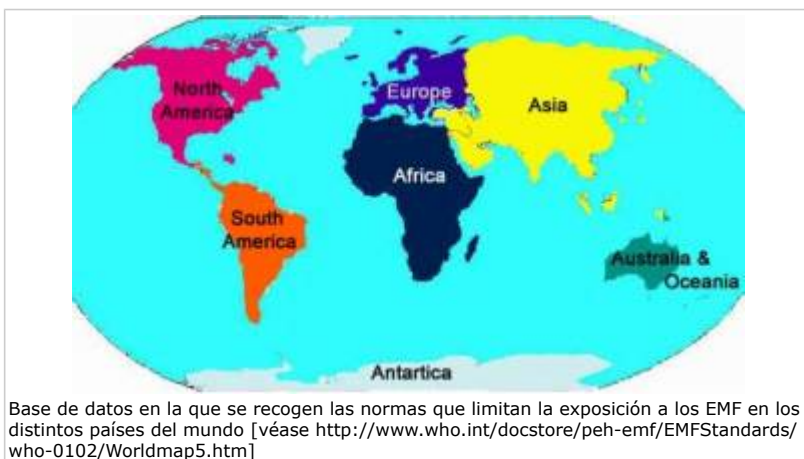 North
America
Europe
Asia
Africa
South
America
Australia &
Oceania
Antartica
Base de datos en la que se recogen las normas que limitan la exposición a los EMF en los
distintos países del mundo [véase http://www.who.int/docstore/peh-emf/EMFStandards/
who-0102/Worldmap5.htm]